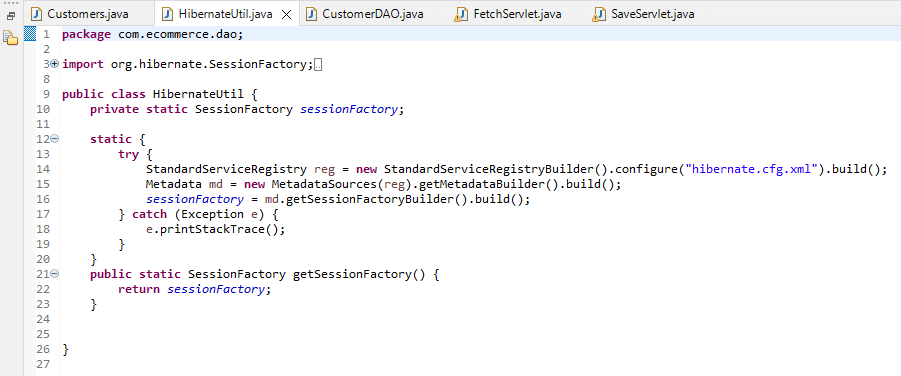 Customers.java HibernateUtil.java CustomerDAO.java FetchServlet.java SaveServlet.java
1 package com.ecommerce.dao;
2
3 import org.hibernate.SessionFactory;
8
9 public class HibernateUtil {
10     private static SessionFactory sessionFactory;
11
12     static {
13         try {
14             StandardServiceRegistry reg = new StandardServiceRegistryBuilder().configure("hibernate.cfg.xml").build();
15             Metadata md = new MetadataSources(reg).getMetadataBuilder().build();
16             sessionFactory = md.getSessionFactoryBuilder().build();
17         } catch (Exception e) {
18             e.printStackTrace();
19         }
20     }
21     public static SessionFactory getSessionFactory() {
22         return sessionFactory;
23     }
24
25
26 }
27